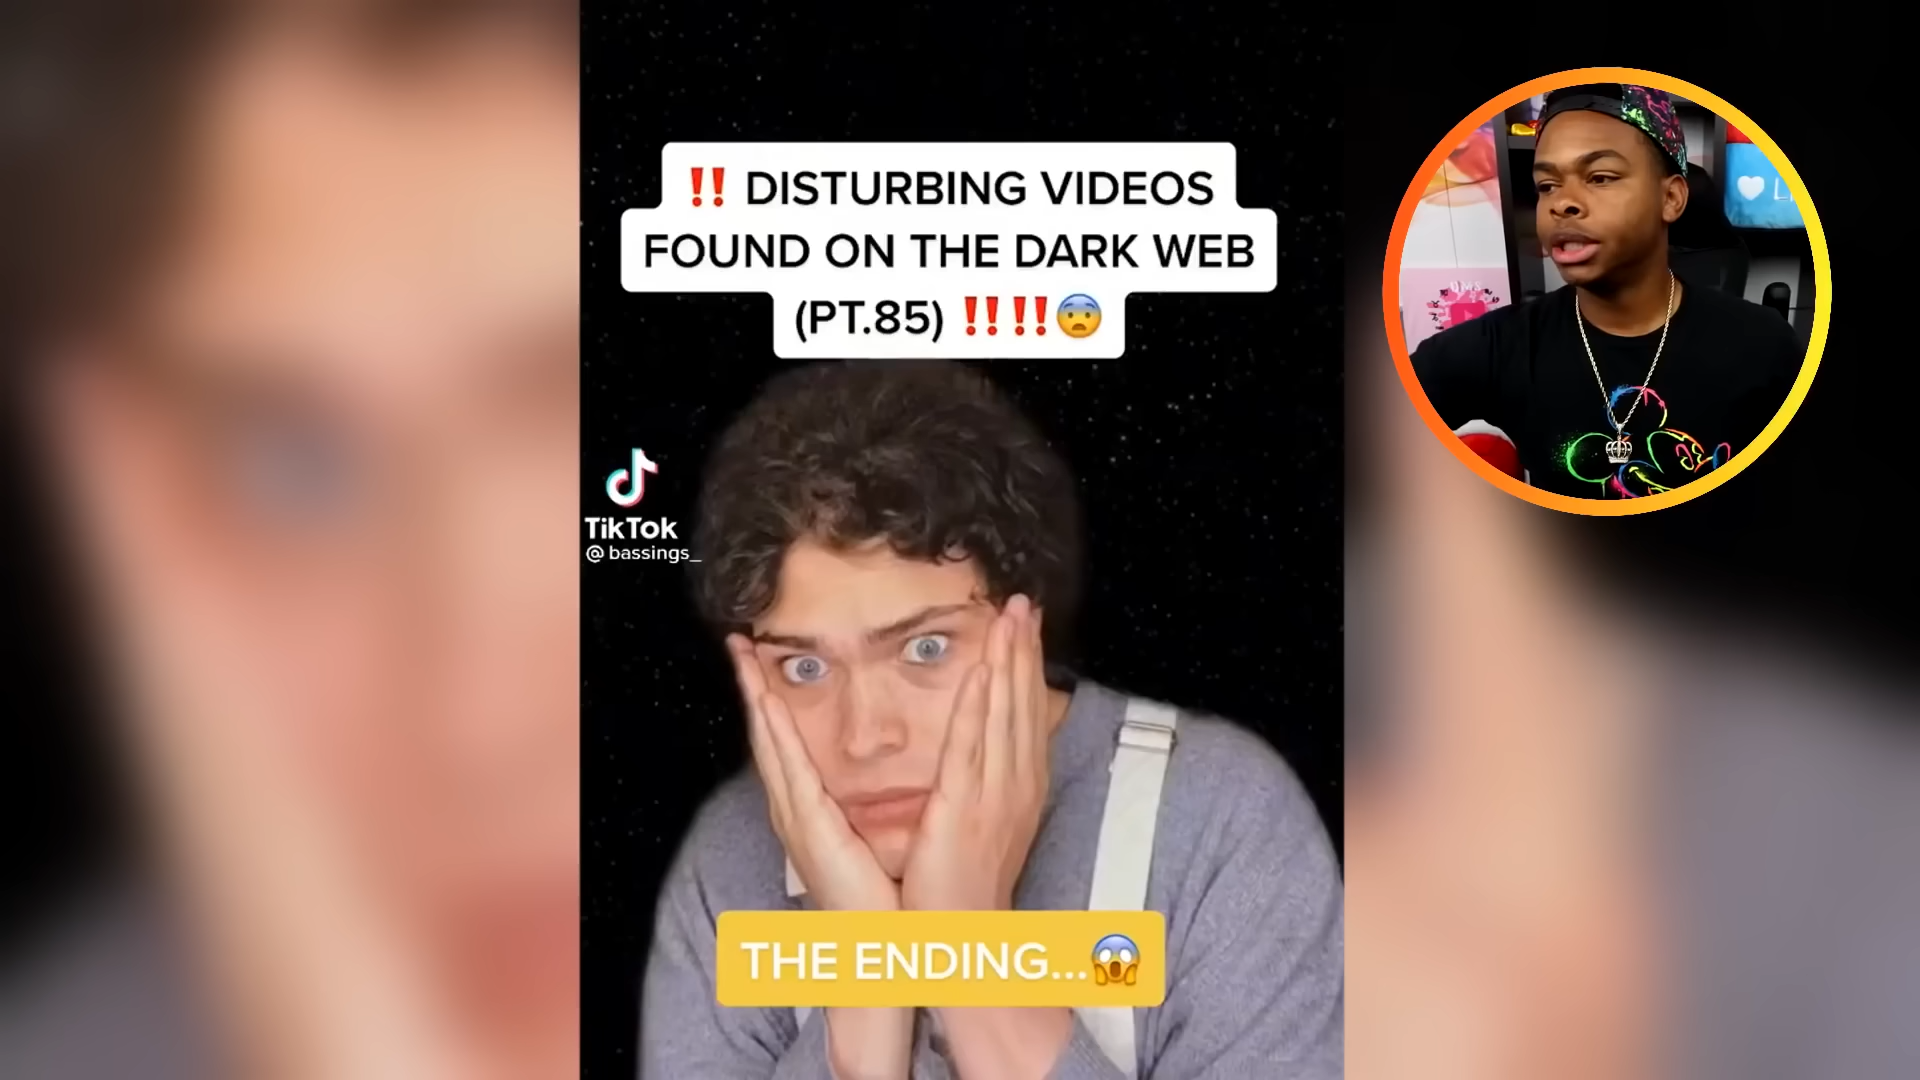 ‼️ DISTURBING VIDEOS
FOUND ON THE DARK WEB
(PT.85) ‼️‼️😨
TikTok
@bassings_
THE ENDING...😱